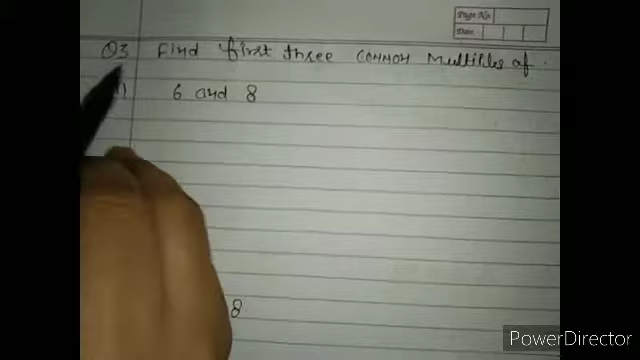 Page No.
Date
Q3 Find first three common Multiples of.
6 and 8
8
PowerDirector